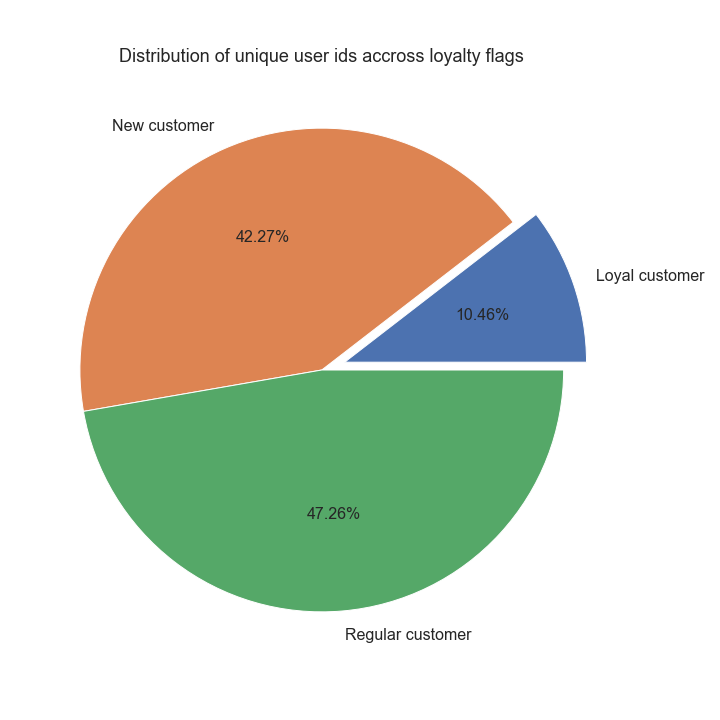 Distribution of unique user ids accross loyalty flags
New customer
42.27%
Loyal customer
10.46%
47.26%
Regular customer